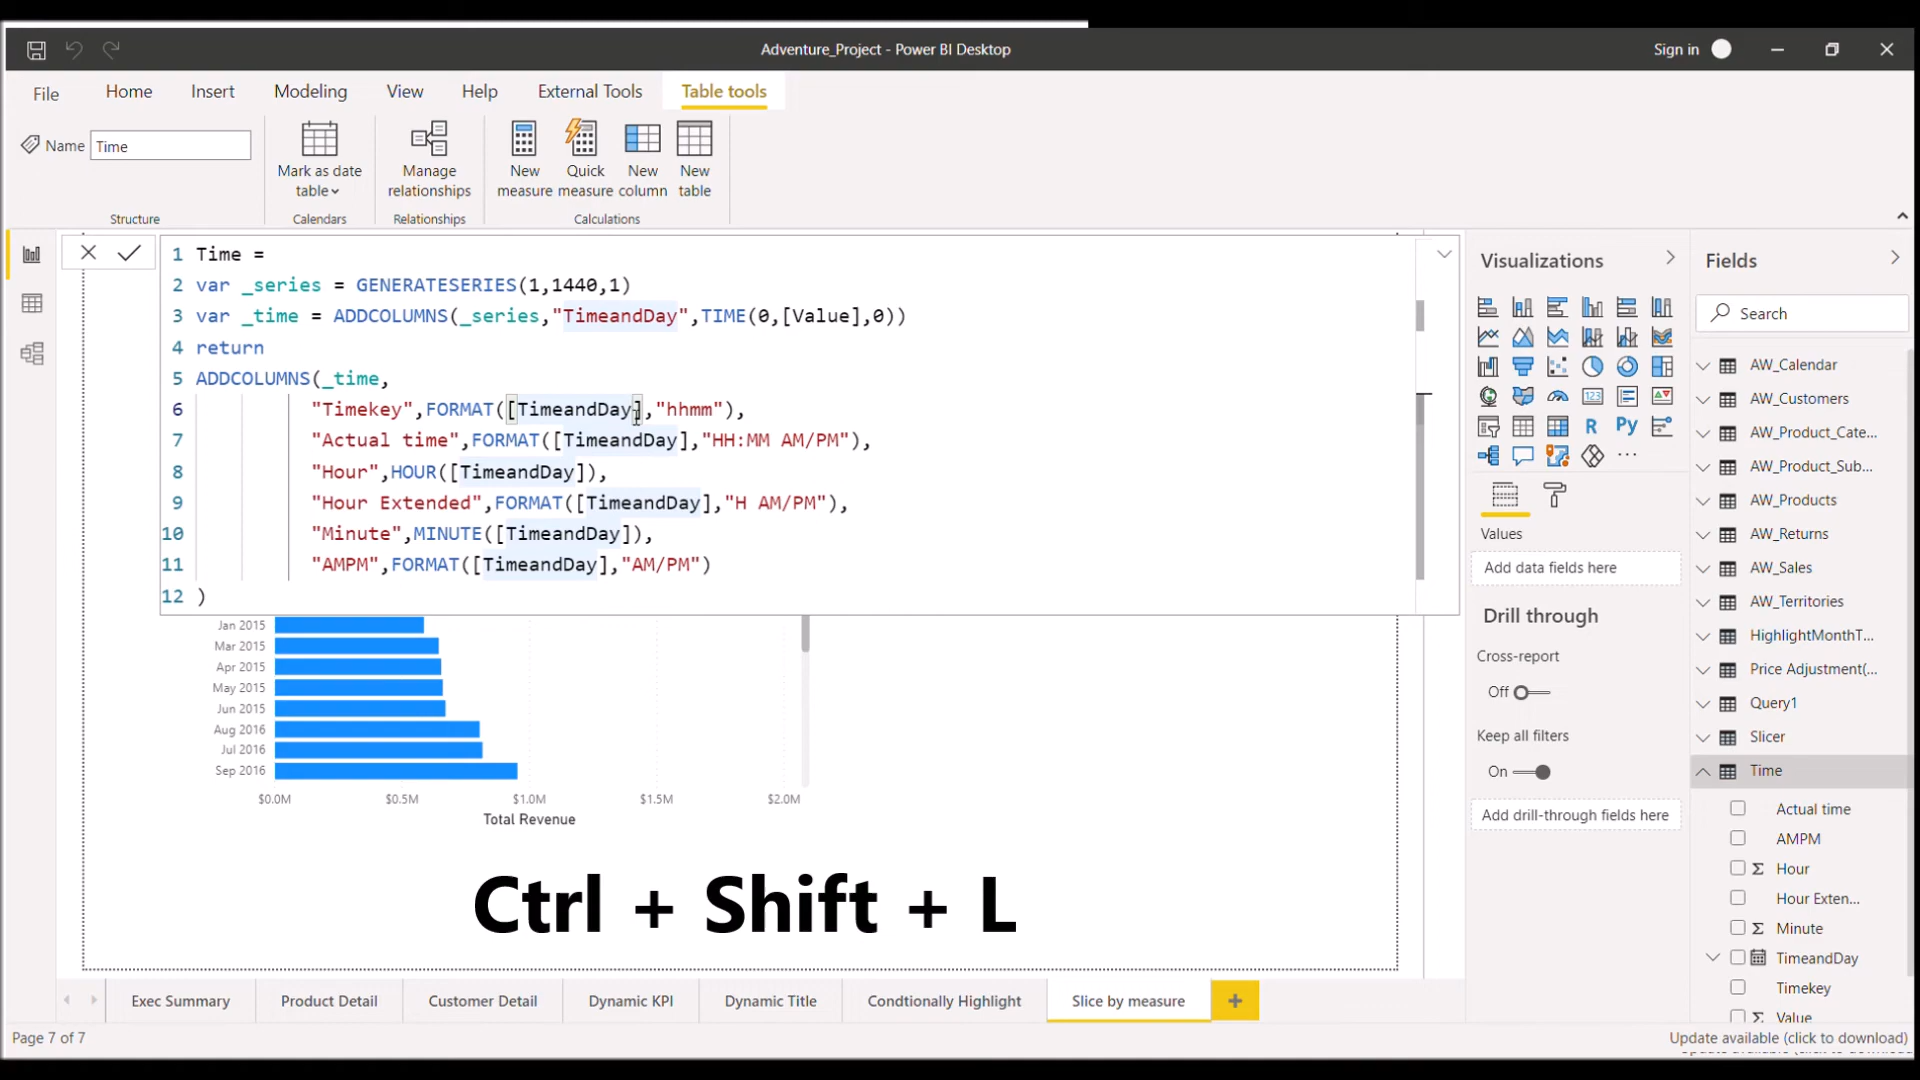 Adventure_Project - Power BI Desktop
Sign in
File
Home
Insert
Modeling
View
Help
External Tools
Table tools
Name
Time
Mark as date
table
Manage
relationships
New
measure
Quick
measure
New
column
New
table
Structure
Calendars
Relationships
Calculations
1 Time =
2 var _series = GENERATESERIES(1,1440,1)
3 var _time = ADDCOLUMNS(_series,"TimeandDay",TIME(0,[Value],0))
4 return
5 ADDCOLUMNS(_time,
6 "Timekey",FORMAT([TimeandDay],"hhmm"),
7 "Actual time",FORMAT([TimeandDay],"HH:MM AM/PM"),
8 "Hour",HOUR([TimeandDay]),
9 "Hour Extended",FORMAT([TimeandDay],"H AM/PM"),
10 "Minute",MINUTE([TimeandDay]),
11 "AMPM",FORMAT([TimeandDay],"AM/PM")
12 )
Jan 2015
Mar 2015
Apr 2015
May 2015
Jun 2015
Aug 2016
Jul 2016
Sep 2016
$0.0M
$0.5M
$1.0M
$1.5M
$2.0M
Total Revenue
Ctrl + Shift + L
Visualizations
R
Py
123
Values
Add data fields here
Drill through
Cross-report
Off
Keep all filters
On
Add drill-through fields here
Fields
Search
AW_Calendar
AW_Customers
AW_Product_Cate...
AW_Product_Sub...
AW_Products
AW_Returns
AW_Sales
AW_Territories
HighlightMonthT...
Price Adjustment(...
Query1
Slicer
Time
Actual time
AMPM
Σ Hour
Hour Exten...
Σ Minute
TimeandDay
Timekey
Σ Value
Exec Summary
Product Detail
Customer Detail
Dynamic KPI
Dynamic Title
Condtionally Highlight
Slice by measure
+
Page 7 of 7
Update available (click to download)